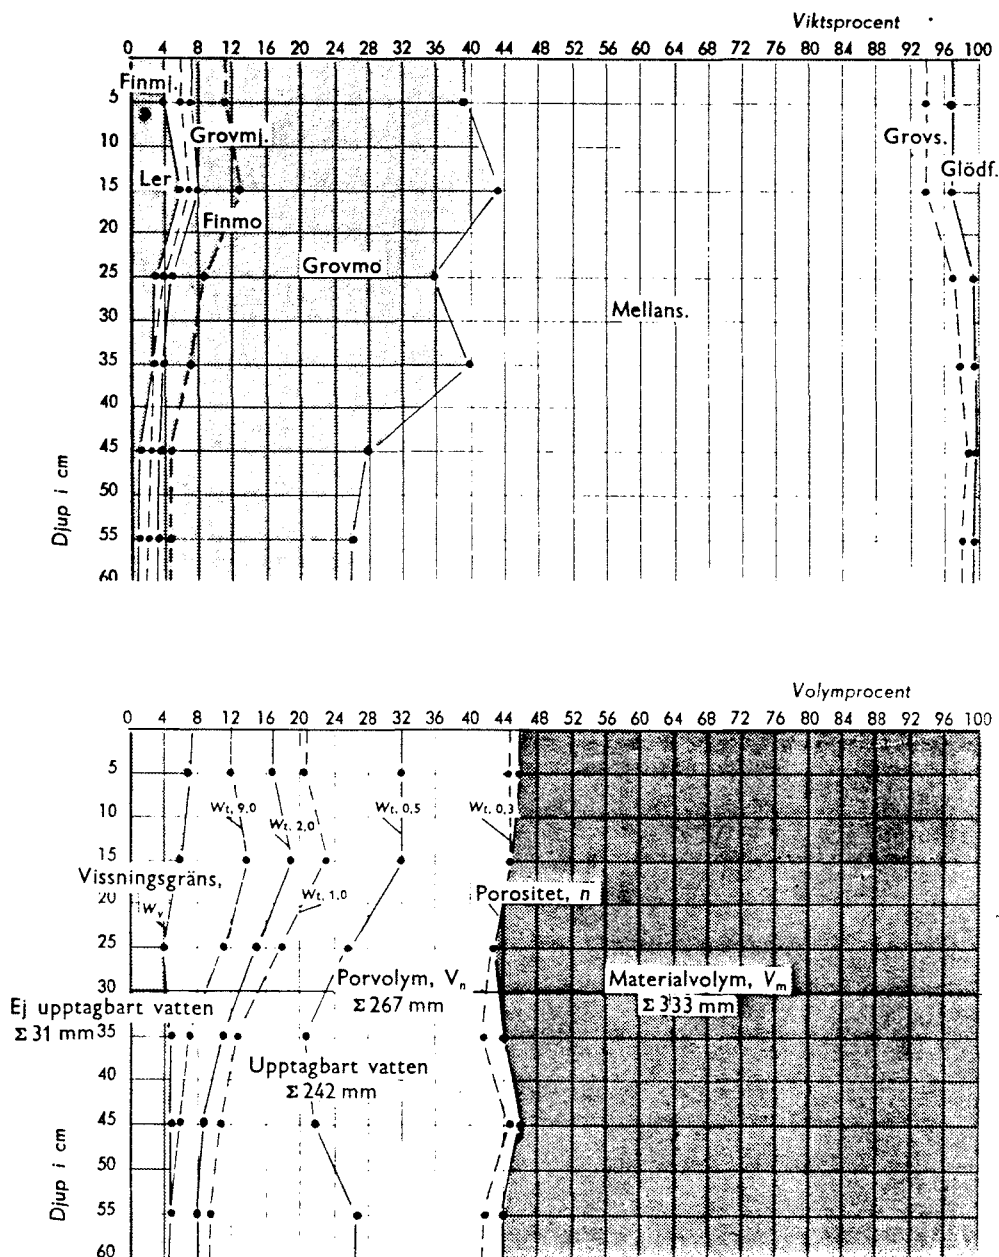 Viktsprocent
0 4 8 12 16 20 24 28 32 36 40 44 48 52 56 60 64 68 72 76 80 84 88 92 96 100
Finmj.
5
Grovmj.
Grovs.
10
Glödf.
Ler
15
20
Finmo
Grovmo
25
30
Mellans.
35
40
45
50
55
60
Djup i cm
Volymprocent
0 4 8 12 16 20 24 28 32 36 40 44 48 52 56 60 64 68 72 76 80 84 88 92 96 100
5
10
Wt, 9,0
Wt, 2,0
Wt, 0,5
Wt, 0,3
15
Vissningsgräns,
Wv
20
Wt, 1,0
Porositet, n
25
30
Porvolym, Vn
Σ 267 mm
Materialvolym, Vm
Σ 333 mm
Ej upptagbart vatten
Σ 31 mm
35
Upptagbart vatten
Σ 242 mm
40
45
50
55
60
Djup i cm